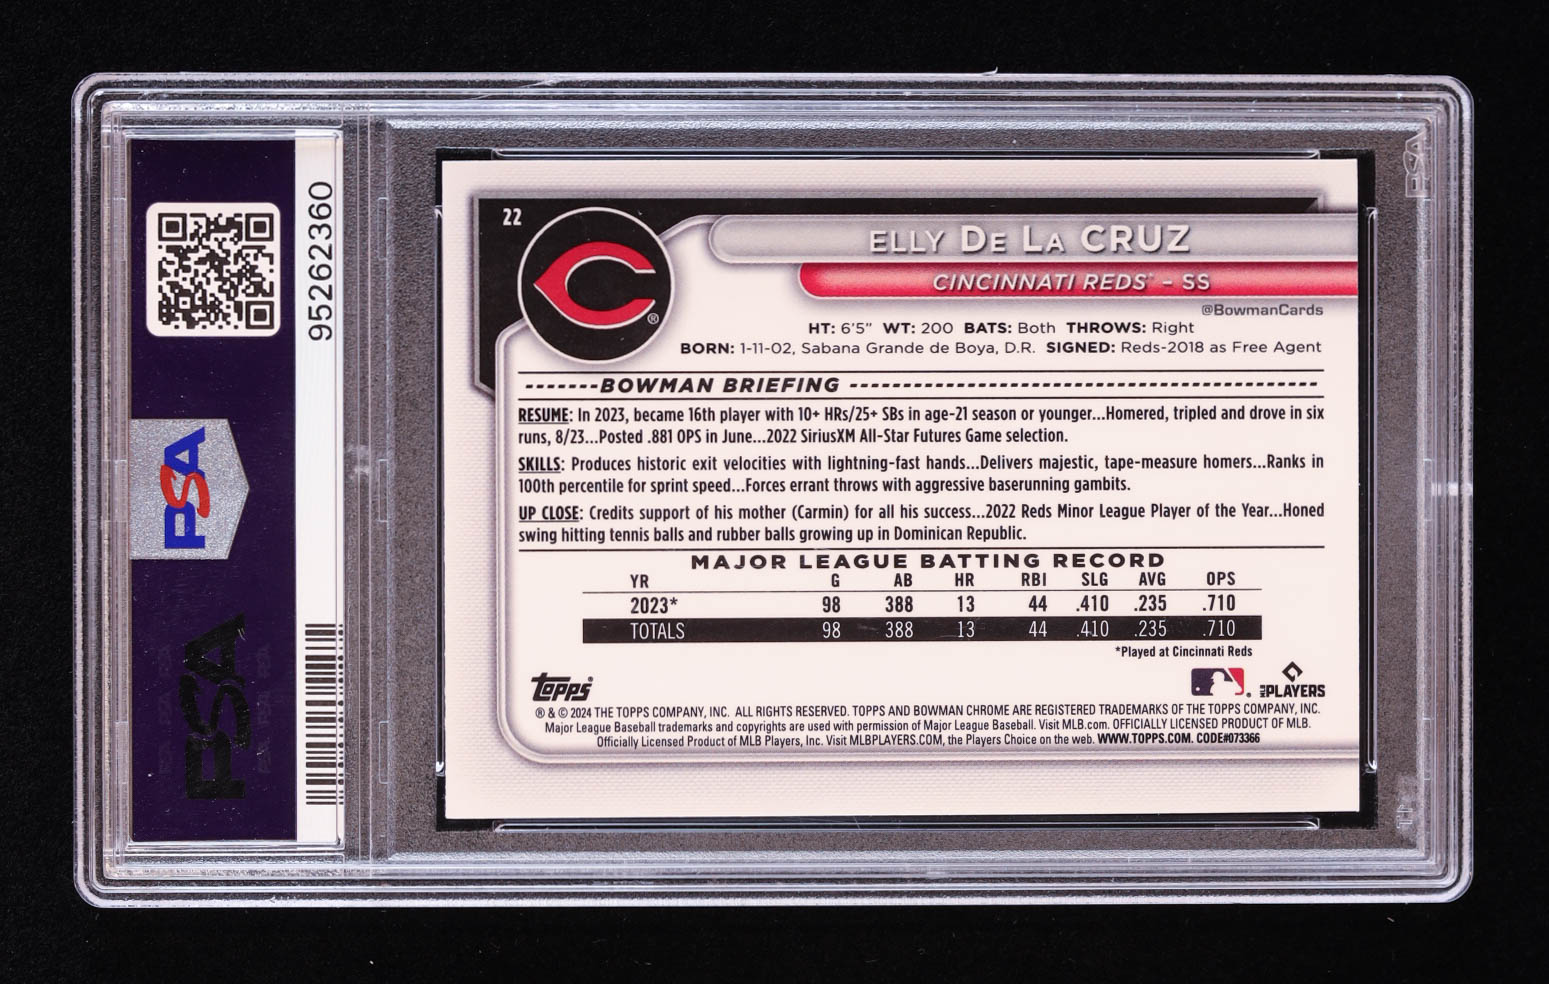 95262360
PSA
PSA
PSA
22
ELLY DE LA CRUZ
CINCINNATI REDS™ – SS
@BowmanCards
HT: 6'5" WT: 200 BATS: Both THROWS: Right
BORN: 1-11-02, Sabana Grande de Boya, D.R. SIGNED: Reds-2018 as Free Agent
-------BOWMAN BRIEFING ---------------------------------------------
RESUME: In 2023, became 16th player with 10+ HRs/25+ SBs in age-21 season or younger...Homered, tripled and drove in six
runs, 8/23...Posted .881 OPS in June...2022 SiriusXM All-Star Futures Game selection.
SKILLS: Produces historic exit velocities with lightning-fast hands...Delivers majestic, tape-measure homers...Ranks in
100th percentile for sprint speed...Forces errant throws with aggressive baserunning gambits.
UP CLOSE: Credits support of his mother (Carmin) for all his success...2022 Reds Minor League Player of the Year...Honed
swing hitting tennis balls and rubber balls growing up in Dominican Republic.
MAJOR LEAGUE BATTING RECORD
YR G AB HR RBI SLG AVG OPS
2023* 98 388 13 44 .410 .235 .710
TOTALS 98 388 13 44 .410 .235 .710
*Played at Cincinnati Reds
Topps® MLB PLAYERS
® & © 2024 THE TOPPS COMPANY, INC. ALL RIGHTS RESERVED. TOPPS AND BOWMAN CHROME ARE REGISTERED TRADEMARKS OF THE TOPPS COMPANY, INC.
Major League Baseball trademarks and copyrights are used with permission of Major League Baseball. Visit MLB.com. OFFICIALLY LICENSED PRODUCT OF MLB.
Officially Licensed Product of MLB Players, Inc. Visit MLBPLAYERS.COM, the Players Choice on the web. WWW.TOPPS.COM. CODE#073366